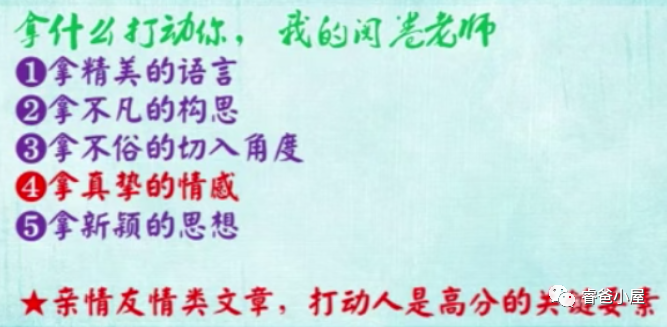 拿什么打动你，我的阅卷老师
❶拿精美的语言
❷拿不凡的构思
❸拿不俗的切入角度
❹拿真挚的情感
❺拿新颖的思想
★亲情友情类文章，打动人是高分的关键要素
睿爸小屋